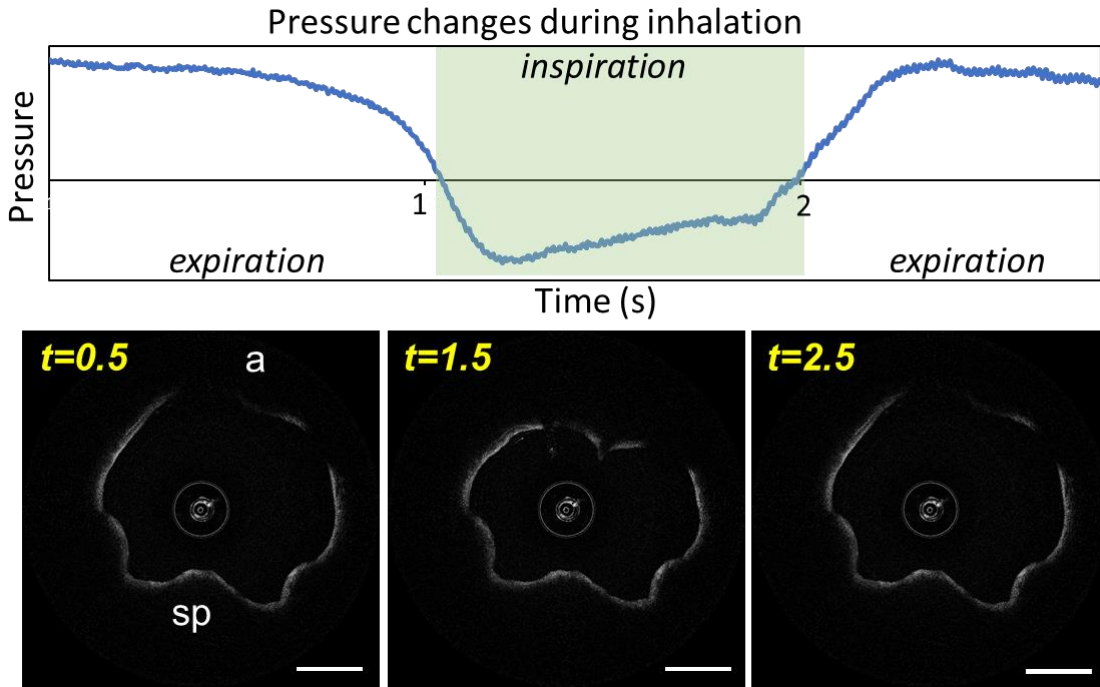 Pressure changes during inhalation
inspiration
Pressure
1
2
expiration
expiration
Time (s)
t=0.5
a
t=1.5
t=2.5
sp